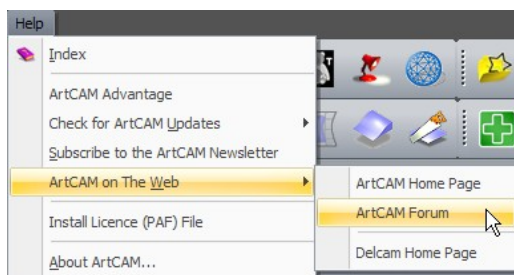 Help
Index
ArtCAM Advantage
Check for ArtCAM Updates
Subscribe to the ArtCAM Newsletter
ArtCAM on The Web
Install Licence (PAF) File
About ArtCAM...
ArtCAM Home Page
ArtCAM Forum
Delcam Home Page